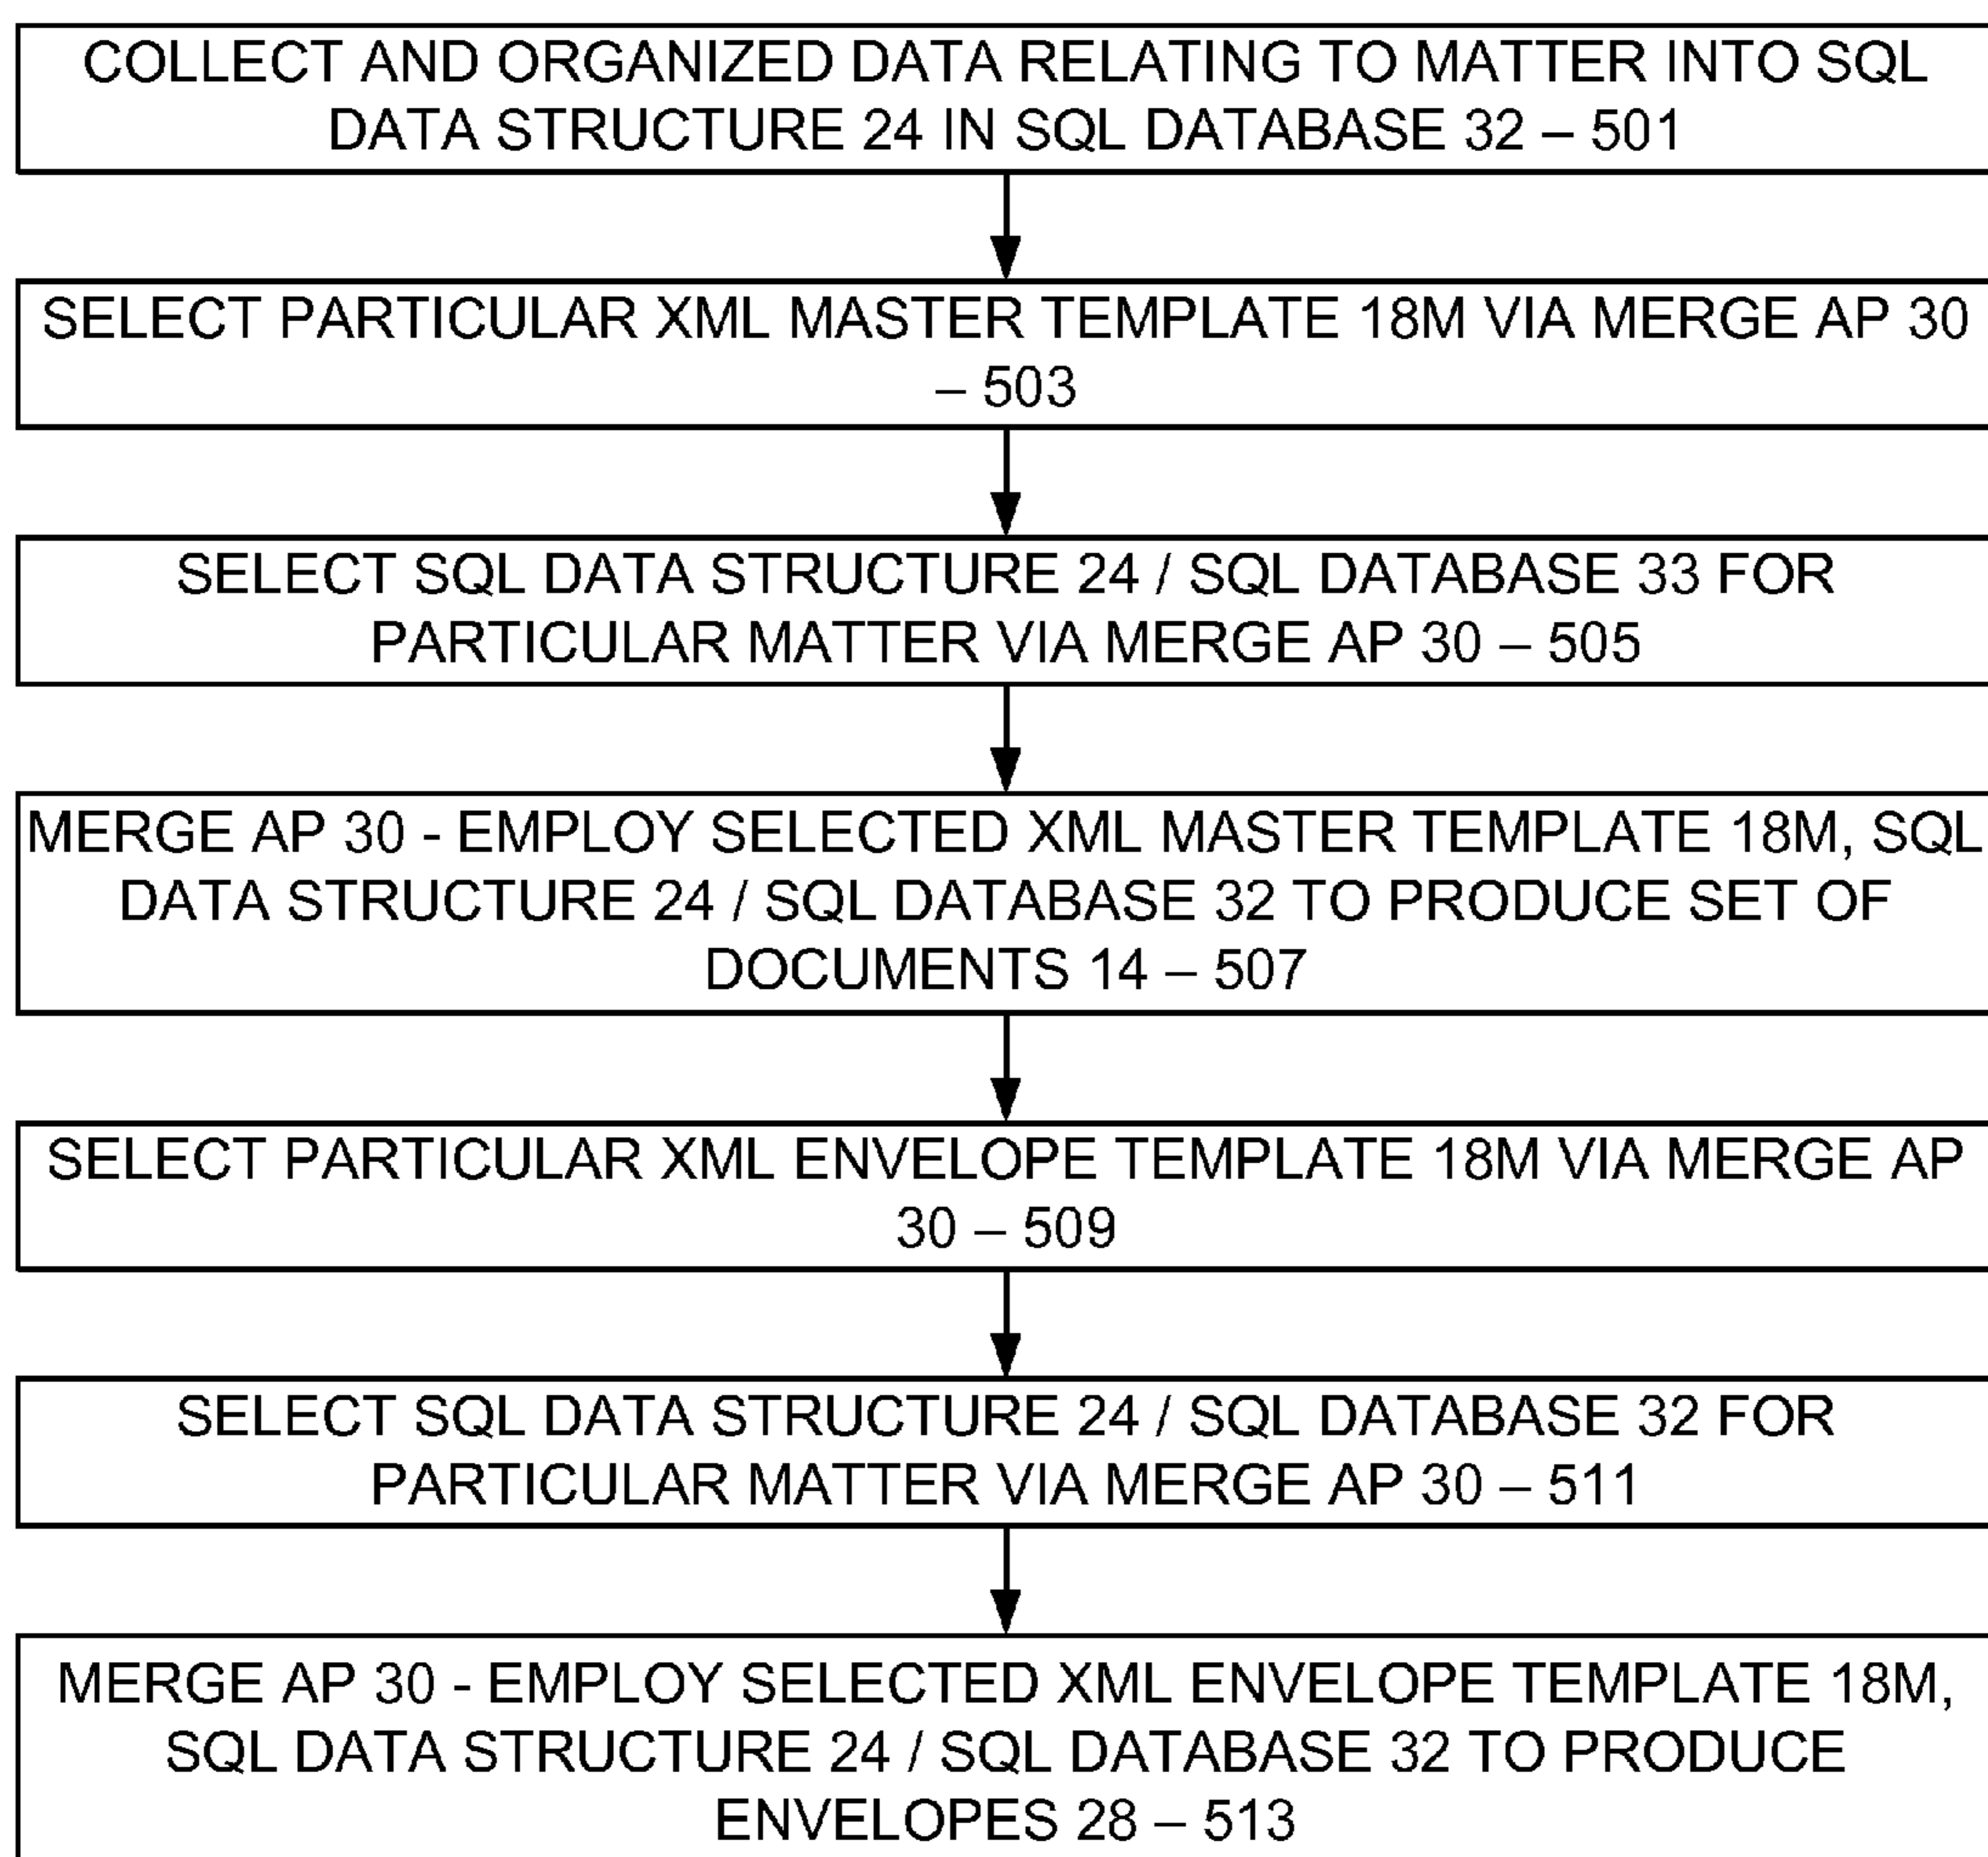 COLLECT AND ORGANIZED DATA RELATING TO MATTER INTO SQL
DATA STRUCTURE 24 IN SQL DATABASE 32 – 501
SELECT PARTICULAR XML MASTER TEMPLATE 18M VIA MERGE AP 30
– 503
SELECT SQL DATA STRUCTURE 24 / SQL DATABASE 33 FOR
PARTICULAR MATTER VIA MERGE AP 30 – 505
MERGE AP 30 - EMPLOY SELECTED XML MASTER TEMPLATE 18M, SQL
DATA STRUCTURE 24 / SQL DATABASE 32 TO PRODUCE SET OF
DOCUMENTS 14 – 507
SELECT PARTICULAR XML ENVELOPE TEMPLATE 18M VIA MERGE AP
30 – 509
SELECT SQL DATA STRUCTURE 24 / SQL DATABASE 32 FOR
PARTICULAR MATTER VIA MERGE AP 30 – 511
MERGE AP 30 - EMPLOY SELECTED XML ENVELOPE TEMPLATE 18M,
SQL DATA STRUCTURE 24 / SQL DATABASE 32 TO PRODUCE
ENVELOPES 28 – 513